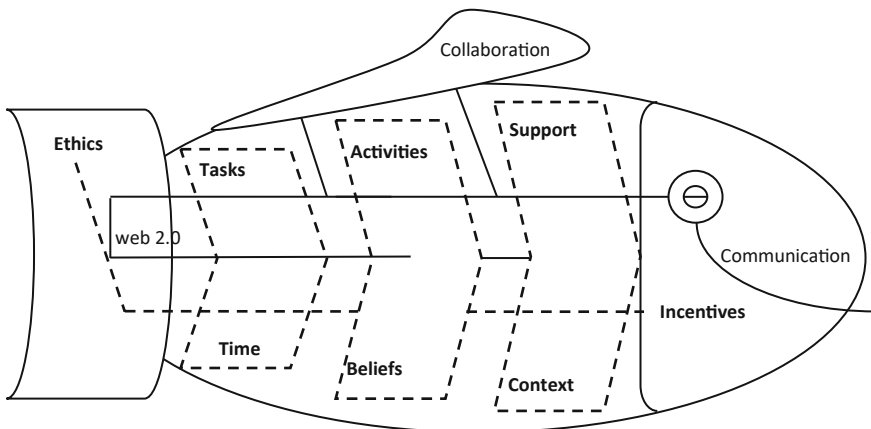 Collaboration
Ethics
Tasks
Activities
Support
web 2.0
Communication
Incentives
Time
Beliefs
Context